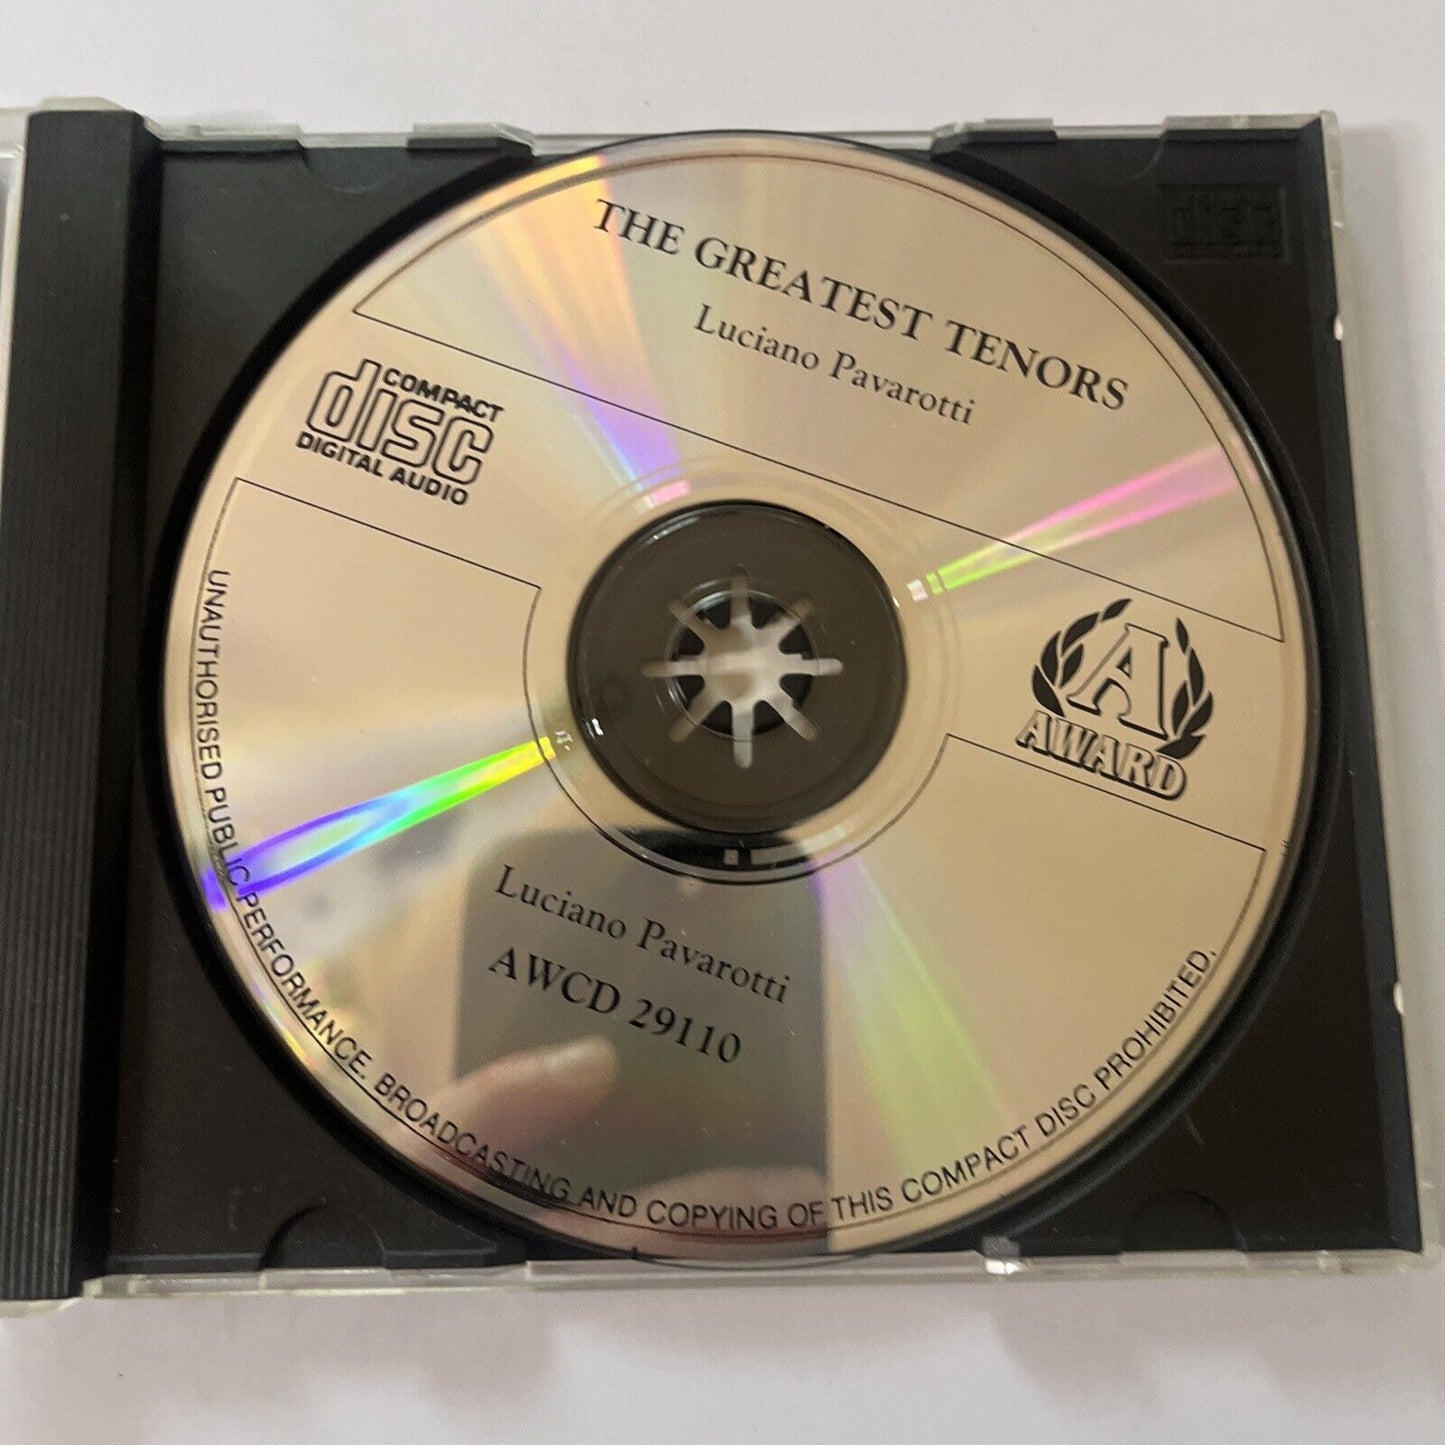 THE GREATEST TENORS
Luciano Pavarotti
COMPACT
disc
DIGITAL AUDIO
A
AWARD
Luciano Pavarotti
AWCD 29110
UNAUTHORISED PUBLIC PERFORMANCE. BROADCASTING AND COPYING OF THIS COMPACT DISC PROHIBITED.
disc